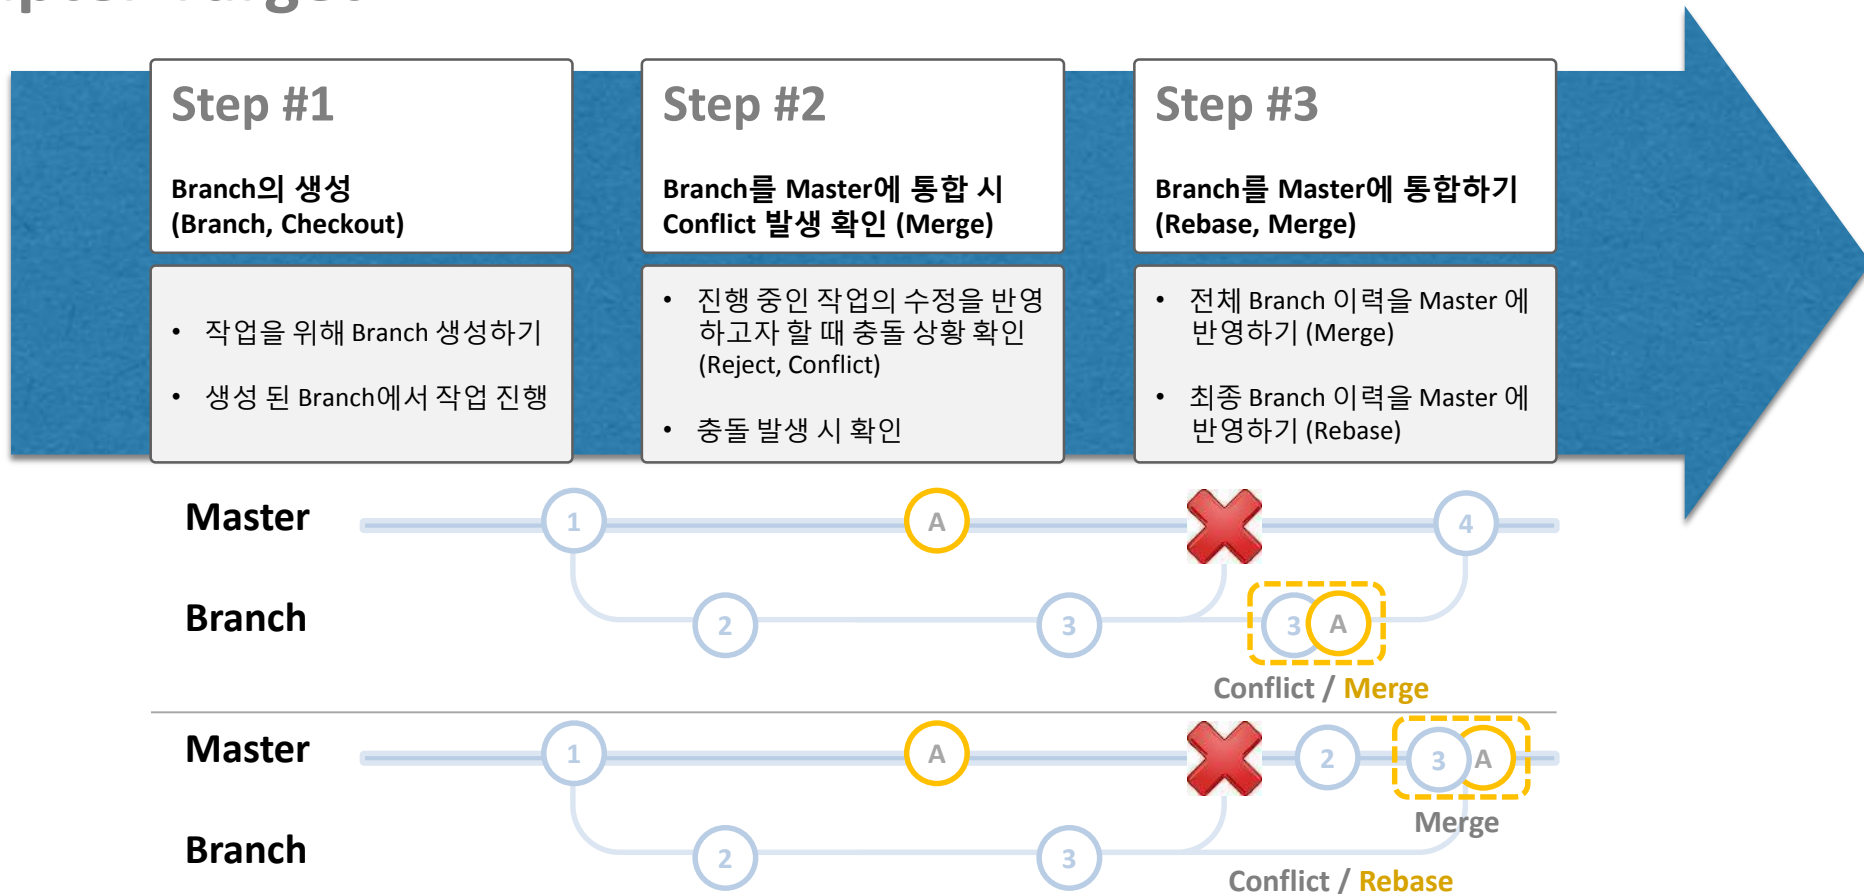 Step #1
Branch의 생성
(Branch, Checkout)
• 작업을 위해 Branch 생성하기
• 생성 된 Branch에서 작업 진행
Step #2
Branch를 Master에 통합 시
Conflict 발생 확인 (Merge)
• 진행 중인 작업의 수정을 반영
하고자 할 때 충돌 상황 확인
(Reject, Conflict)
• 충돌 발생 시 확인
Step #3
Branch를 Master에 통합하기
(Rebase, Merge)
• 전체 Branch 이력을 Master 에
반영하기 (Merge)
• 최종 Branch 이력을 Master 에
반영하기 (Rebase)
Master
1
A
4
Branch
2
3
3
A
Conflict / Merge
Master
1
A
2
3
A
Merge
Branch
2
3
Conflict / Rebase